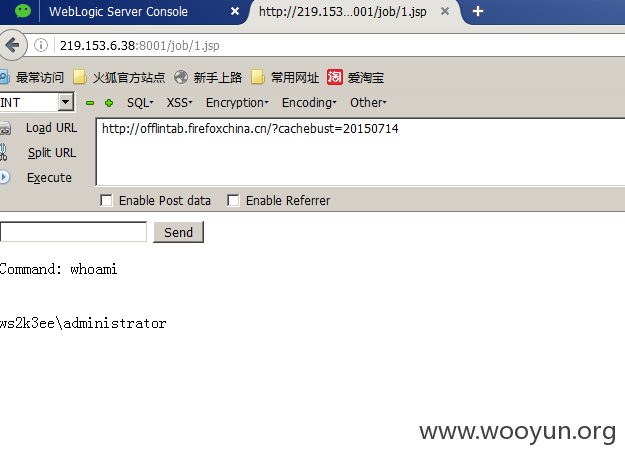 WebLogic Server Console
http://219.153....001/job/1.jsp
219.153.6.38:8001/job/1.jsp
最常访问 火狐官方站点 新手上路 常用网址 淘 爱淘宝
INT SQL XSS Encryption Encoding Other
Load URL http://offlintab.firefoxchina.cn/?cachebust=20150714
Split URL
Execute
Enable Post data Enable Referrer
Send
Command: whoami
ws2k3ee\administrator
www.wooyun.org